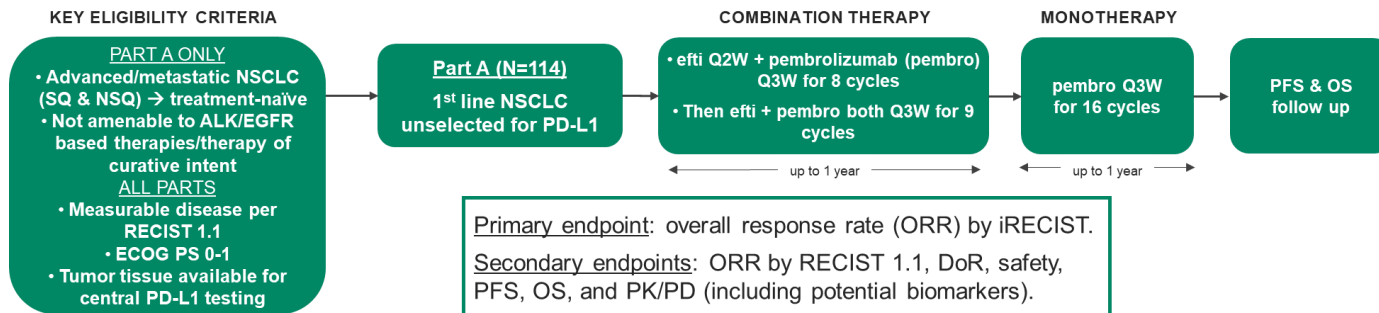 KEY ELIGIBILITY CRITERIA
PART A ONLY
• Advanced/metastatic NSCLC
(SQ & NSQ) → treatment-naïve
• Not amenable to ALK/EGFR
based therapies/therapy of
curative intent
ALL PARTS
• Measurable disease per
RECIST 1.1
• ECOG PS 0-1
• Tumor tissue available for
central PD-L1 testing
Part A (N=114)
1st line NSCLC
unselected for PD-L1
COMBINATION THERAPY
• efti Q2W + pembrolizumab (pembro)
Q3W for 8 cycles
• Then efti + pembro both Q3W for 9
cycles
up to 1 year
MONOTHERAPY
pembro Q3W
for 16 cycles
up to 1 year
PFS & OS
follow up
Primary endpoint: overall response rate (ORR) by iRECIST.
Secondary endpoints: ORR by RECIST 1.1, DoR, safety,
PFS, OS, and PK/PD (including potential biomarkers).